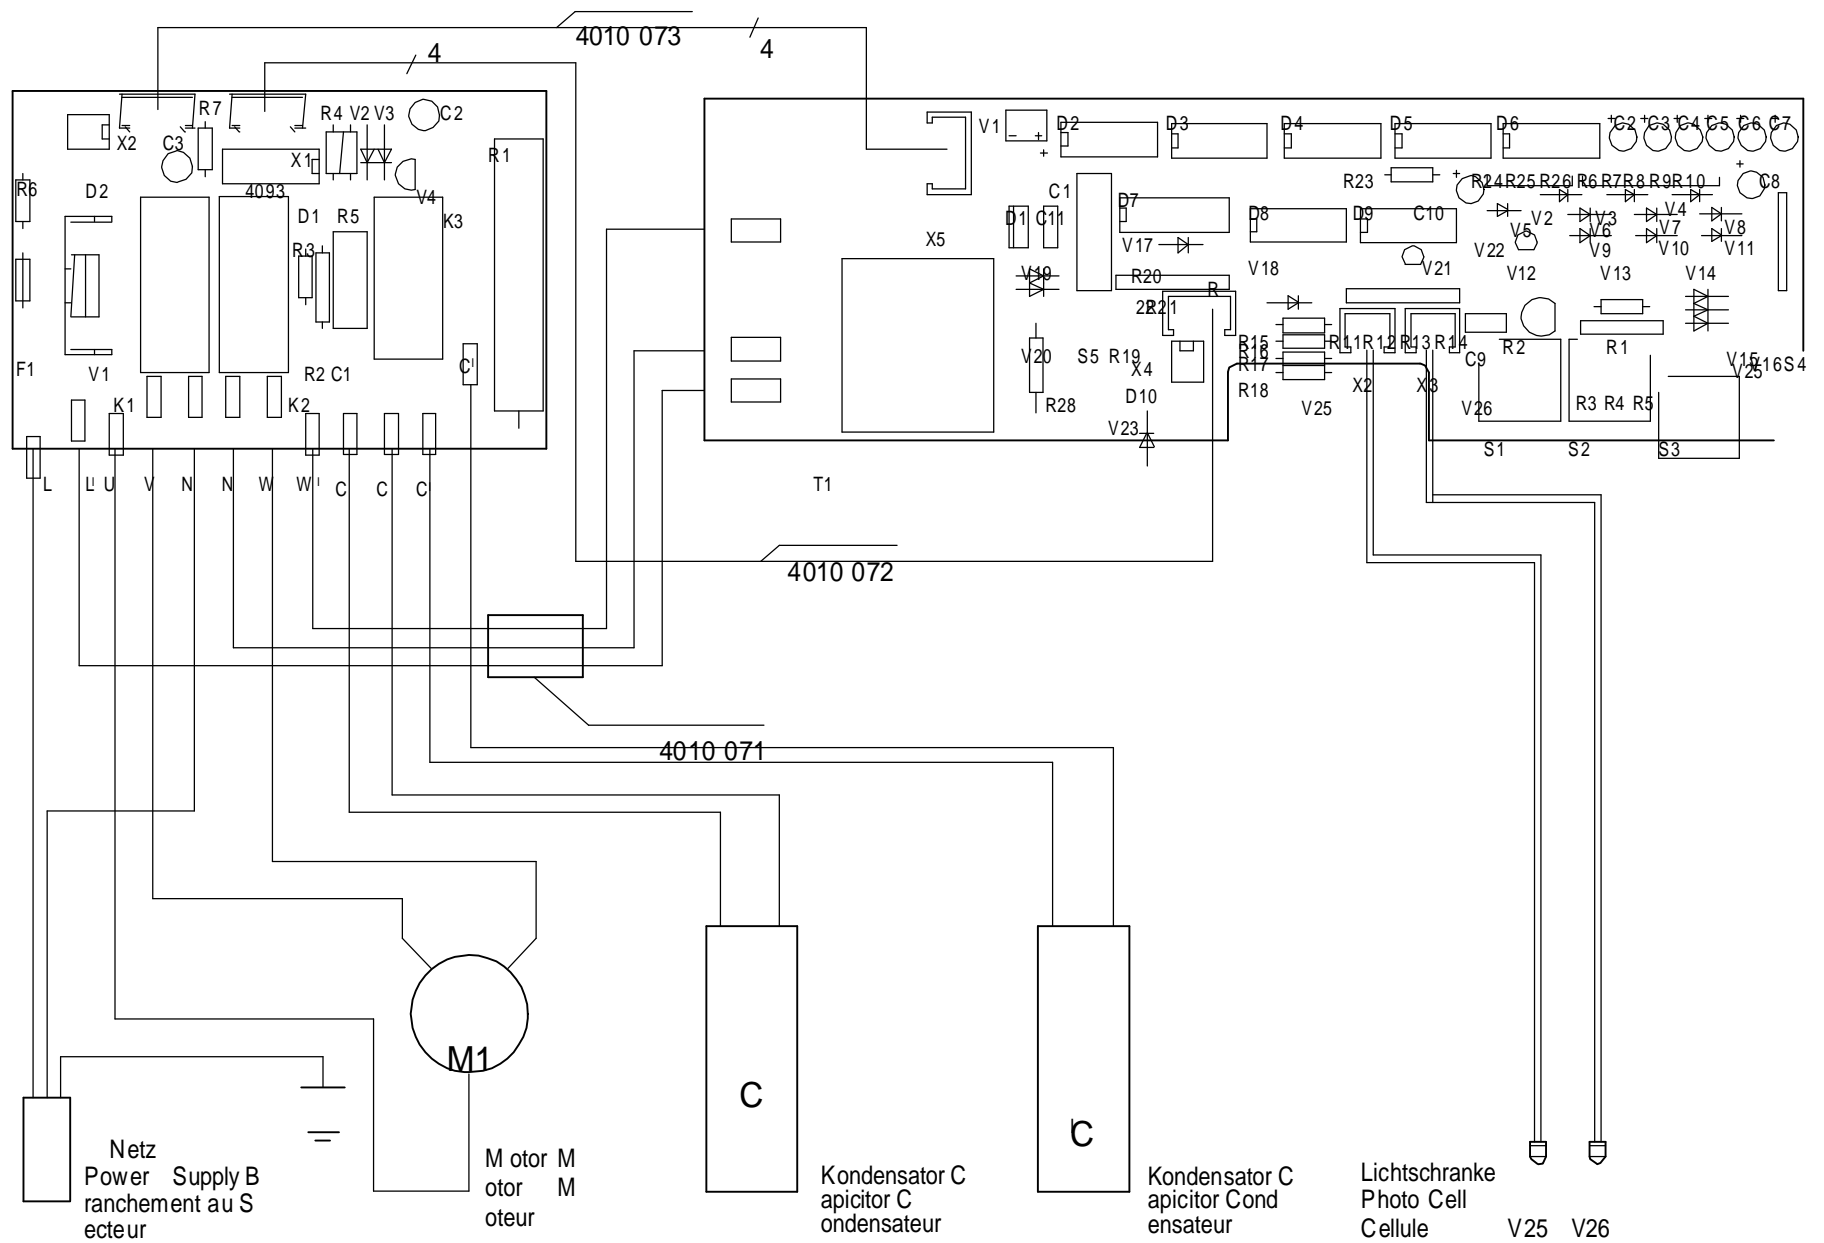 4010 073
4
4
R7
X2
C3
X1
R4 V2 V3
C2
R1
R6
D2
4093
D1
R5
V4
K3
R3
F1
V1
R2 C1
C'
K1
K2
L
L' U
V
N
N
W
W'
C
C
C'
V1
D2
D3
D4
D5
D6
C2 C3 C4 C5 C6 C7
R23
R24 R25 R26 R6 R7 R8 R9 R10
C8
C1
D1 C11
D7
D8
D9
C10
V2
V3
V4
V5
V6
V7
V8
X5
V17
V22
V9
V10
V11
V19
R20
V18
V21
V12
V13
V14
R
22 R21
V20
S5 R19
X4
R15
R16
R17
R18
R11 R12 R13 R14
C9
R2
R1
V15
V16 S4
V25
R28
D10
V23
V25
X2
X3
V26
R3 R4 R5
S1
S2
S3
T1
4010 072
4010 071
M1
C
C'
Netz
Power Supply B
ranchement au S
ecteur
M otor M
otor M
oteur
Kondensator C
apicitor C
ondensateur
Kondensator C
apicitor Cond
ensateur
Lichtschranke
Photo Cell
Cellule V25 V26